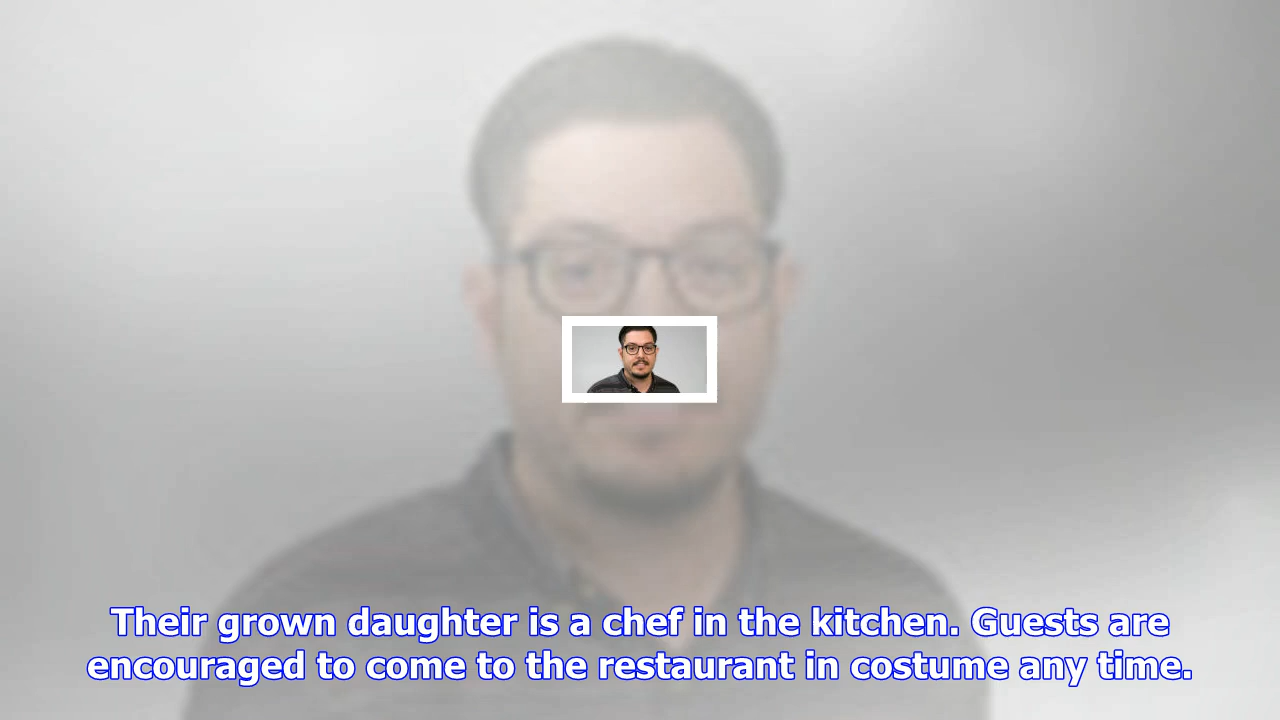 Their grown daughter is a chef in the kitchen. Guests are
encouraged to come to the restaurant in costume any time.